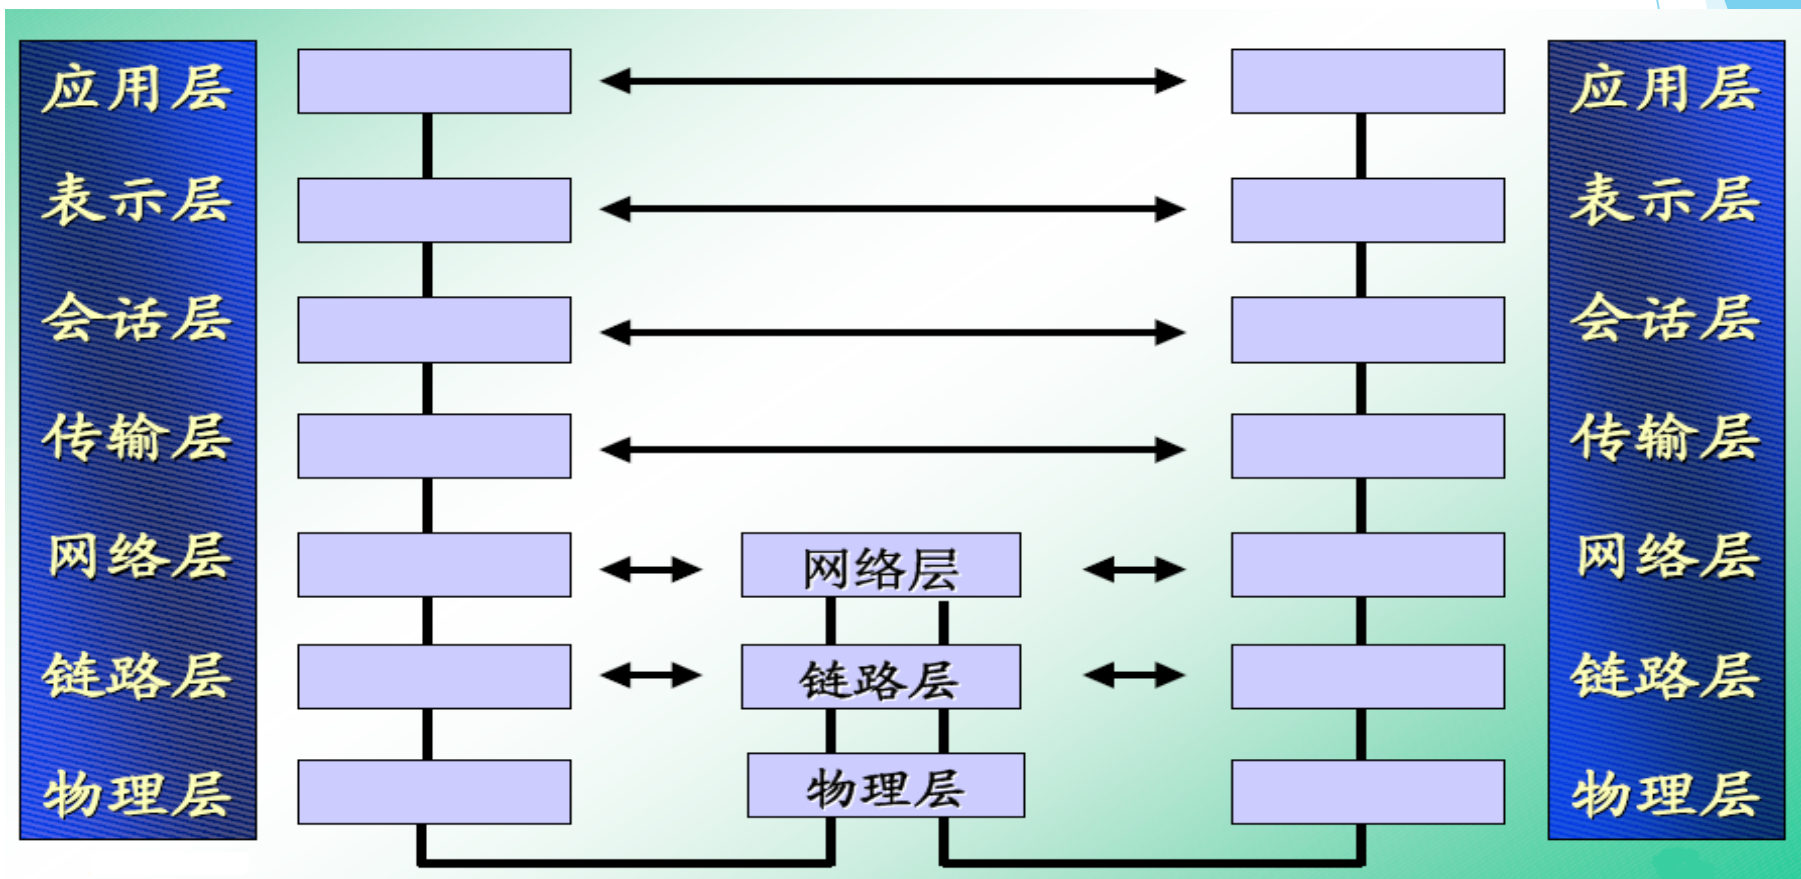 应用层
表示层
会话层
传输层
网络层
链路层
物理层
网络层
链路层
物理层
应用层
表示层
会话层
传输层
网络层
链路层
物理层